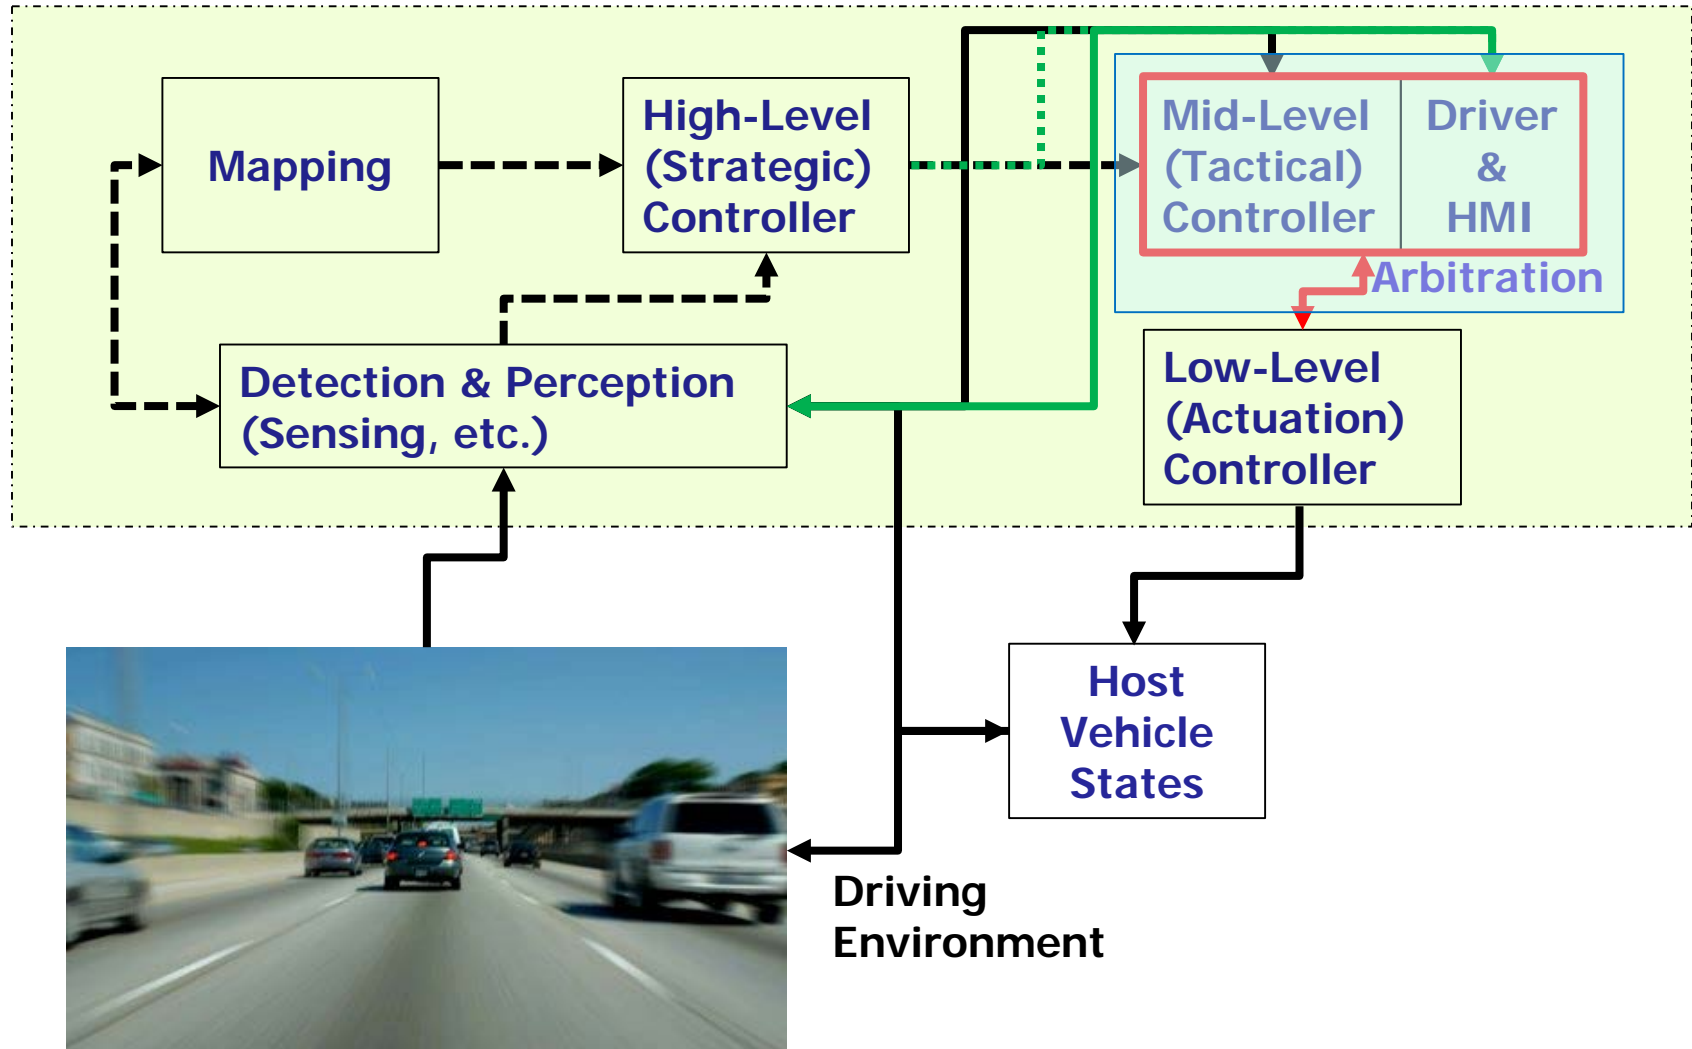 Mapping
High-Level
(Strategic)
Controller
Mid-Level
(Tactical)
Controller
Driver
&
HMI
Arbitration
Detection & Perception
(Sensing, etc.)
Low-Level
(Actuation)
Controller
Host
Vehicle
States
Driving
Environment